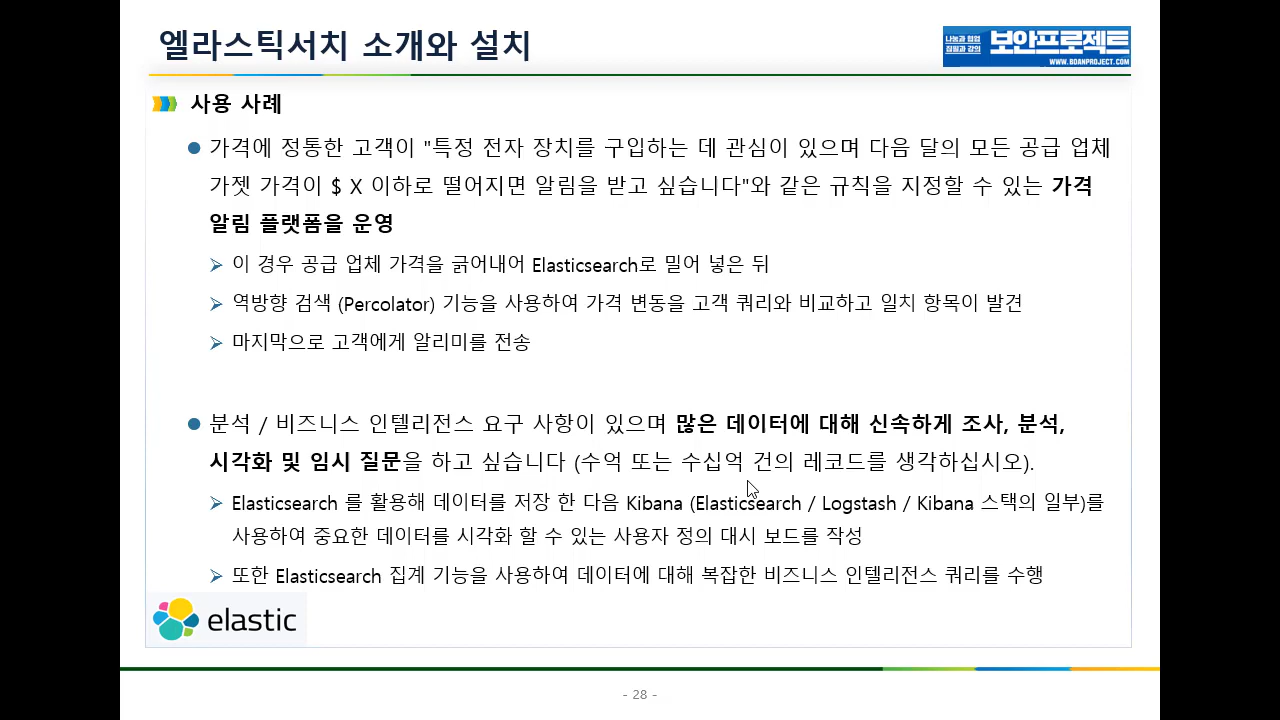 엘라스틱서치 소개와 설치
나눔과 협업
집필과 강의
보안프로젝트
WWW.BOANPROJECT.COM
사용 사례
가격에 정통한 고객이 "특정 전자 장치를 구입하는 데 관심이 있으며 다음 달의 모든 공급 업체
가젯 가격이 $ X 이하로 떨어지면 알림을 받고 싶습니다"와 같은 규칙을 지정할 수 있는 가격
알림 플랫폼을 운영
이 경우 공급 업체 가격을 긁어내어 Elasticsearch로 밀어 넣은 뒤
역방향 검색 (Percolator) 기능을 사용하여 가격 변동을 고객 쿼리와 비교하고 일치 항목이 발견
마지막으로 고객에게 알리미를 전송
분석 / 비즈니스 인텔리전스 요구 사항이 있으며 많은 데이터에 대해 신속하게 조사, 분석,
시각화 및 임시 질문을 하고 싶습니다 (수억 또는 수십억 건의 레코드를 생각하십시오).
Elasticsearch 를 활용해 데이터를 저장 한 다음 Kibana (Elasticsearch / Logstash / Kibana 스택의 일부)를
사용하여 중요한 데이터를 시각화 할 수 있는 사용자 정의 대시 보드를 작성
또한 Elasticsearch 집계 기능을 사용하여 데이터에 대해 복잡한 비즈니스 인텔리전스 쿼리를 수행
elastic
- 28 -